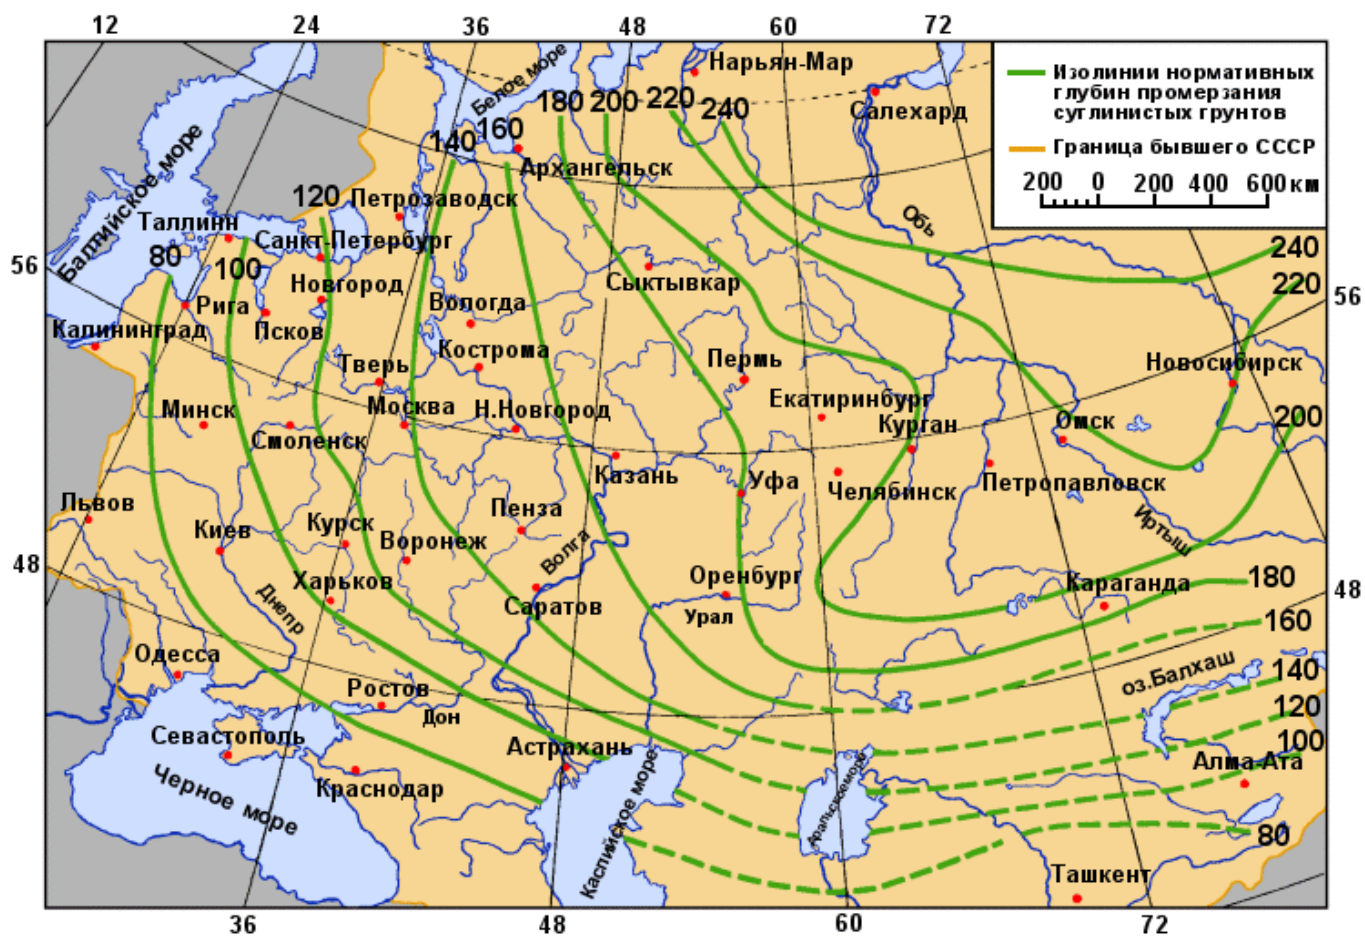 12
24
36
48
60
72
Изолинии нормативных
глубин промерзания
суглинистых грунтов
Граница бывшего СССР
200 0 200 400 600 км
Белое море
Нарьян-Мар
Салехард
180
200
220
240
140
160
Архангельск
Балтийское море
120
Петрозаводск
Таллинн
Санкт-Петербург
Обь
240
80
100
56
Сыктывкар
220
Новгород
56
Рига
Псков
Вологда
Калининград
Кострома
Тверь
Пермь
Новосибирск
Екатиринбург
Минск
Москва
Н.Новгород
Курган
Омск
200
Смоленск
Казань
Уфа
Челябинск
Петропавловск
Львов
Пенза
Киев
Курск
Воронеж
Волга
Иртыш
48
Харьков
Оренбург
Караганда
180
48
Днепр
Саратов
Урал
160
Одесса
оз.Балхаш
140
Ростов
Дон
120
Севастополь
Астрахань
100
Алма-Ата
Краснодар
Черное море
Каспийское море
Аральскоеморе
80
Ташкент
36
48
60
72